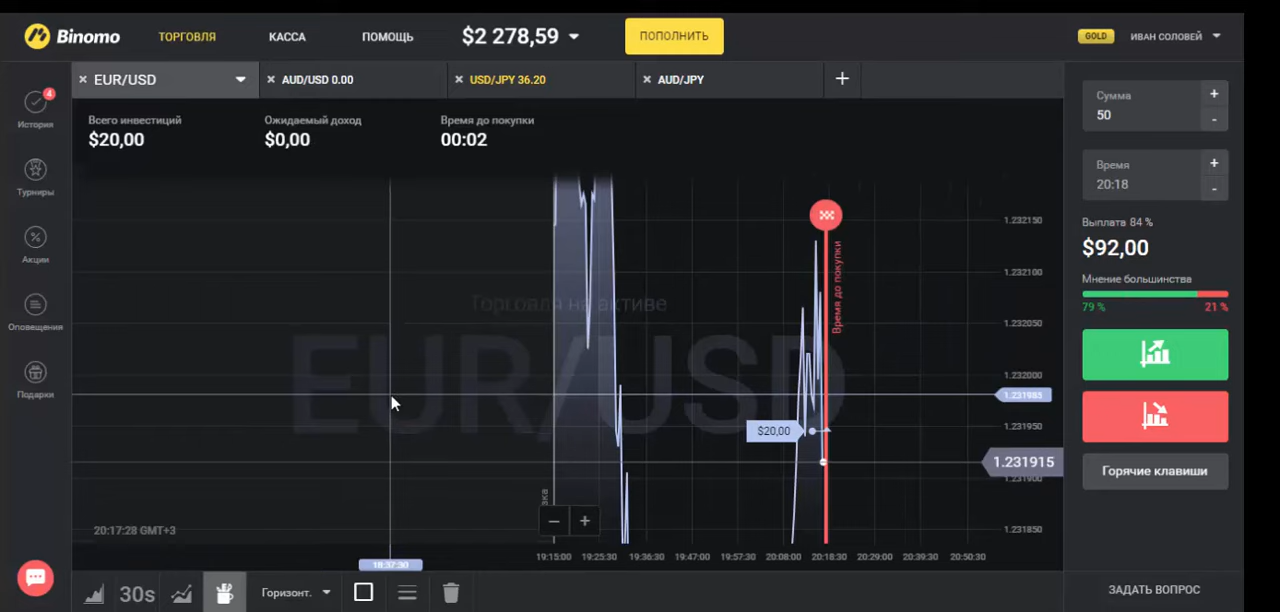 Binomo
ТОРГОВЛЯ
КАССА
ПОМОЩЬ
$2 278,59
ПОПОЛНИТЬ
GOLD
ИВАН СОЛОВЕЙ
EUR/USD
AUD/USD 0.00
USD/JPY 36.20
AUD/JPY
+
4
История
Турниры
Акции
Оповещения
Подарки
Всего инвестиций
$20,00
Ожидаемый доход
$0,00
Время до покупки
00:02
Торговля на активе
EUR/USD
Время до покупки
$20,00
1.232150
1.232100
1.232050
1.232000
1.231983
1.231950
1.231915
1.231900
1.231850
20:17:28 GMT+3
− +
19:15:00 19:25:30 19:36:30 19:47:00 19:57:30 20:08:00 20:18:30 20:29:00 20:39:30 20:50:30
18:37:30
30s
Горизонт.
Сумма
50
+
-
Время
20:18
+
-
Выплата 84 %
$92,00
Мнение большинства
79 % 21 %
Горячие клавиши
ЗАДАТЬ ВОПРОС